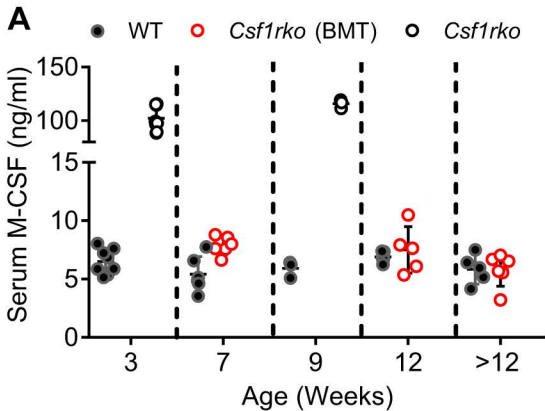 A
WT Csf1rko (BMT) Csf1rko
Serum M-CSF (ng/ml)
150
100
15
10
5
0
3 7 9 12 >12
Age (Weeks)